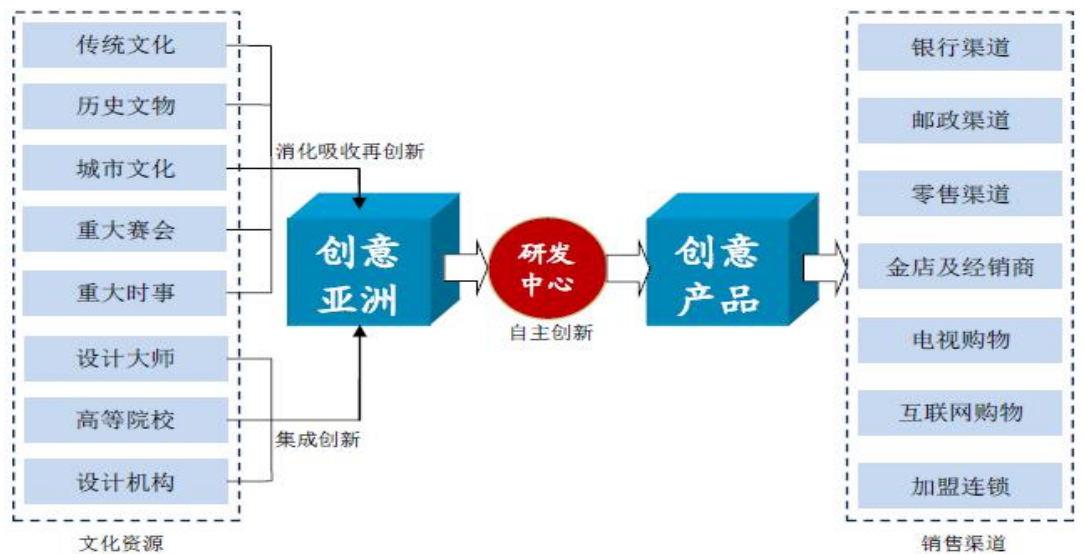 传统文化
历史文物
城市文化
重大赛会
重大时事
设计大师
高等院校
设计机构
文化资源
消化吸收再创新
集成创新
创意
亚洲
研发
中心
自主创新
创意
产品
银行渠道
邮政渠道
零售渠道
金店及经销商
电视购物
互联网购物
加盟连锁
销售渠道